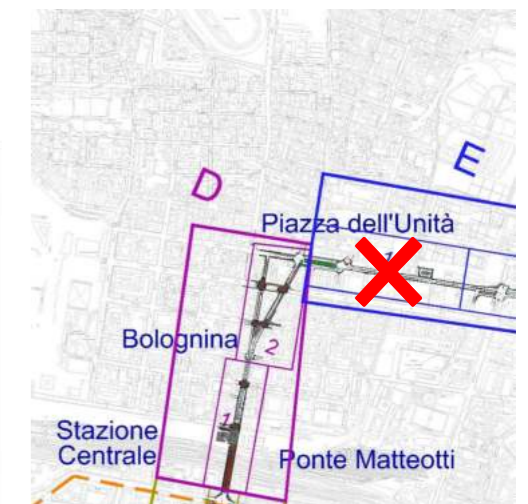 E
D
Piazza dell'Unità
1
Bolognina
2
1
Stazione
Centrale
Ponte Matteotti